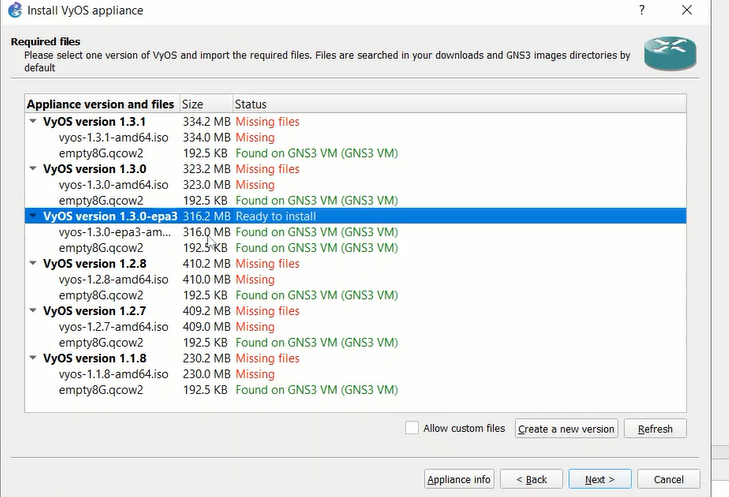 Install VyOS appliance
?
Required files
Please select one version of VyOS and import the required files. Files are searched in your downloads and GNS3 images directories by
default
Appliance version and files Size Status
VyOS version 1.3.1 334.2 MB Missing files
vyos-1.3.1-amd64.iso 334.0 MB Missing
empty8G.qcow2 192.5 KB Found on GNS3 VM (GNS3 VM)
VyOS version 1.3.0 323.2 MB Missing files
vyos-1.3.0-amd64.iso 323.0 MB Missing
empty8G.qcow2 192.5 KB Found on GNS3 VM (GNS3 VM)
VyOS version 1.3.0-epa3 316.2 MB Ready to install
vyos-1.3.0-epa3-am... 316.0 MB Found on GNS3 VM (GNS3 VM)
empty8G.qcow2 192.5 KB Found on GNS3 VM (GNS3 VM)
VyOS version 1.2.8 410.2 MB Missing files
vyos-1.2.8-amd64.iso 410.0 MB Missing
empty8G.qcow2 192.5 KB Found on GNS3 VM (GNS3 VM)
VyOS version 1.2.7 409.2 MB Missing files
vyos-1.2.7-amd64.iso 409.0 MB Missing
empty8G.qcow2 192.5 KB Found on GNS3 VM (GNS3 VM)
VyOS version 1.1.8 230.2 MB Missing files
vyos-1.1.8-amd64.iso 230.0 MB Missing
empty8G.qcow2 192.5 KB Found on GNS3 VM (GNS3 VM)
Allow custom files Create a new version Refresh
Appliance info < Back Next > Cancel